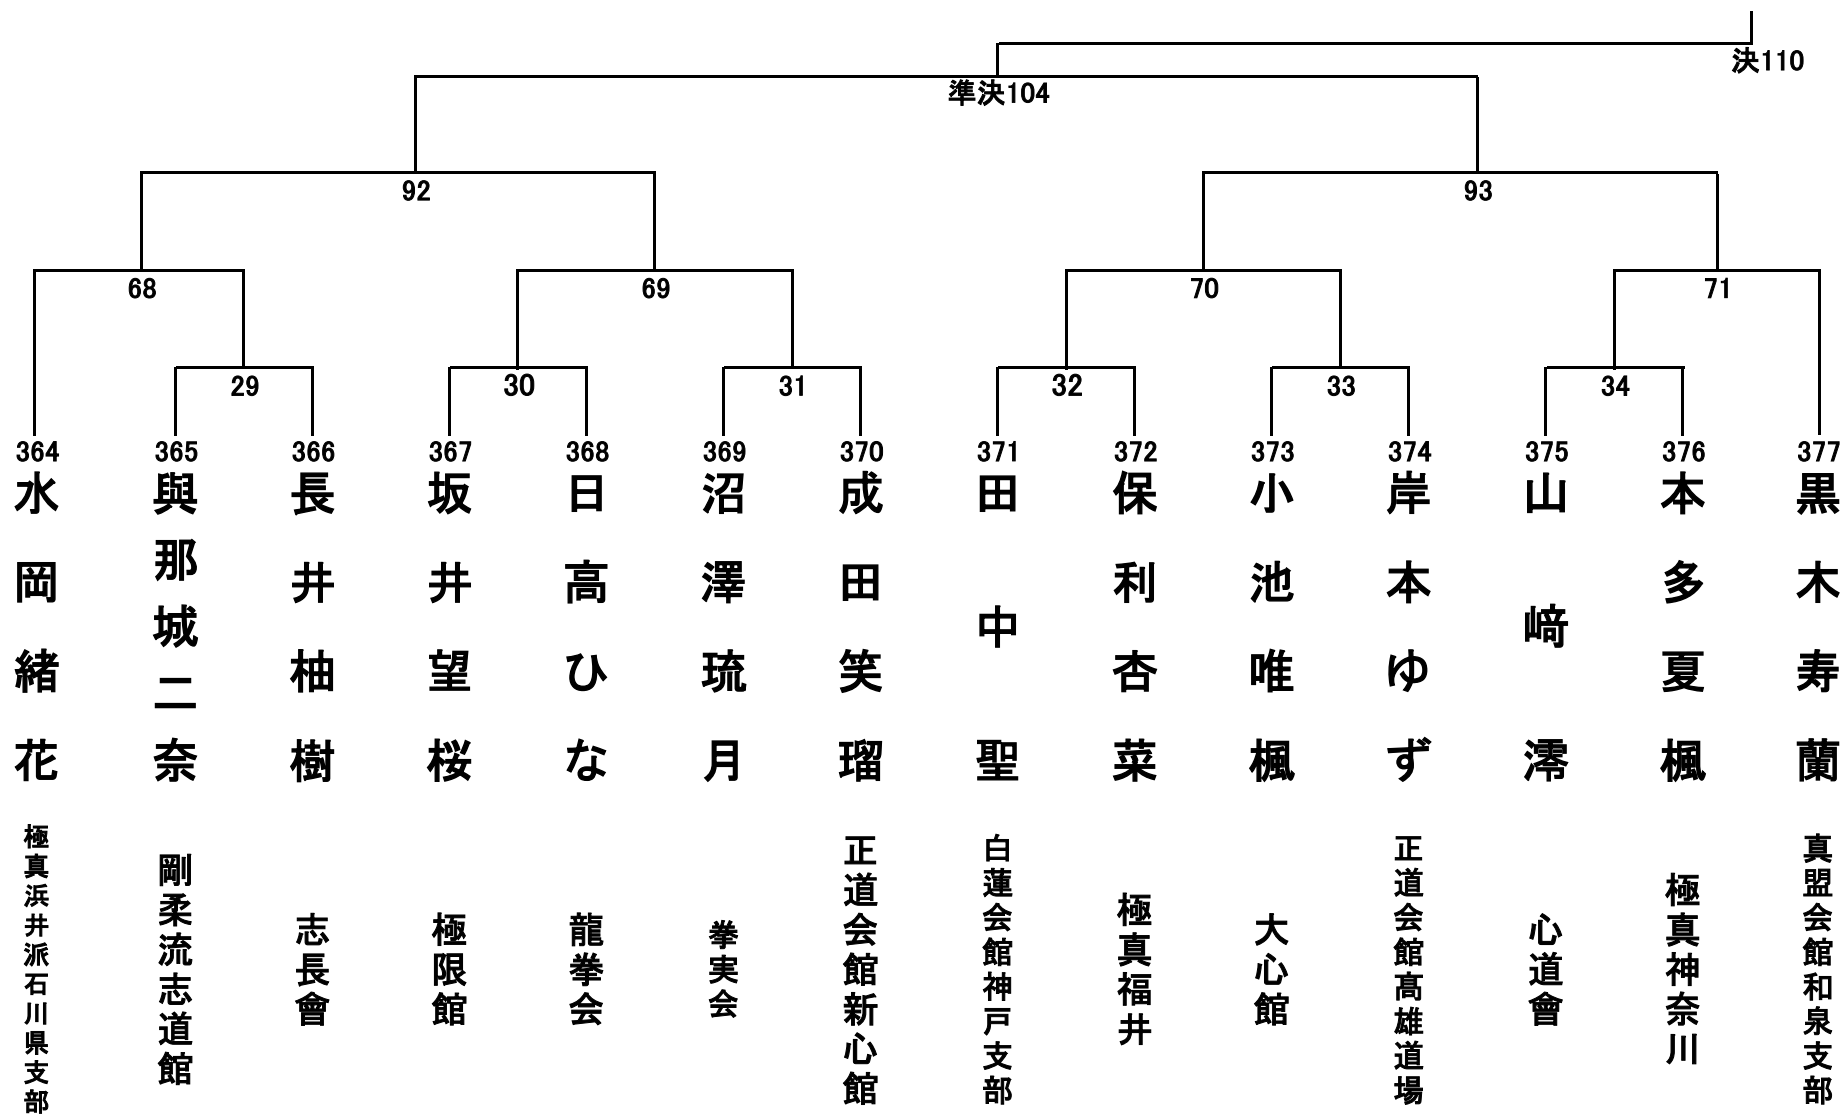 決110
準決104
92
93
68
69
70
71
29
30
31
32
33
34
364
365
366
367
368
369
370
371
372
373
374
375
376
377
水岡緒花
與那城二奈
長井柚樹
坂井望桜
日高ひな
沼澤琉月
成田笑瑠
田中聖
保利杏菜
小池唯楓
岸本ゆず
山﨑澪
本多夏楓
黒木寿蘭
極真浜井派石川県支部
剛柔流志道館
志長會
極限館
龍拳会
拳実会
正道会館新心館
白蓮会館神戸支部
極真福井
大心館
正道会館髙雄道場
心道會
極真神奈川
真盟会館和泉支部